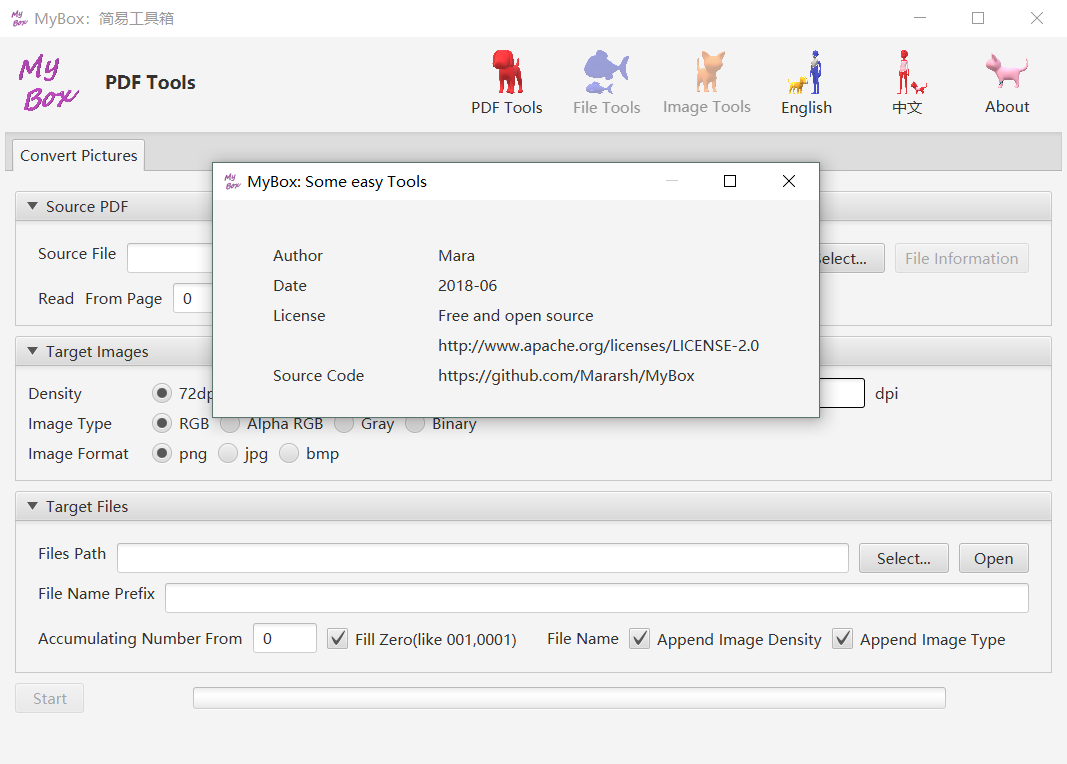 My Box MyBox：简易工具箱
My Box
PDF Tools
PDF Tools File Tools Image Tools English 中文 About
Convert Pictures
My Box MyBox: Some easy Tools
Author Mara
Date 2018-06
License Free and open source
http://www.apache.org/licenses/LICENSE-2.0
Source Code https://github.com/Mararsh/MyBox
Source PDF
Source File Select... File Information
Read From Page 0
Target Images
Density 72dp dpi
Image Type RGB Alpha RGB Gray Binary
Image Format png jpg bmp
Target Files
Files Path Select... Open
File Name Prefix
Accumulating Number From 0 Fill Zero(like 001,0001) File Name Append Image Density Append Image Type
Start